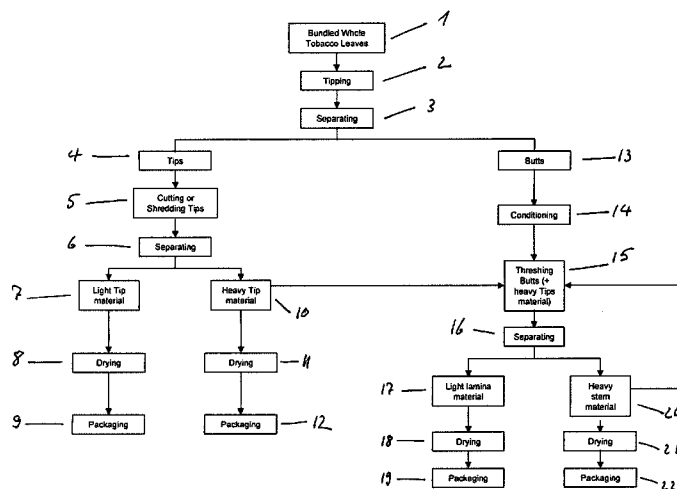 1
Bundled Whole
Tobacco Leaves
2
Tipping
3
Separating
4
Tips
13
Butts
5
Cutting or
Shredding Tips
14
Conditioning
6
Separating
15
Threshing
Butts (+
heavy Tips
material)
7
Light Tip
material
Heavy Tip
material
10
16
Separating
8
Drying
Drying
11
17
Light lamina
material
Heavy
stem
material
20
9
Packaging
Packaging
12
18
Drying
Drying
21
19
Packaging
Packaging
22